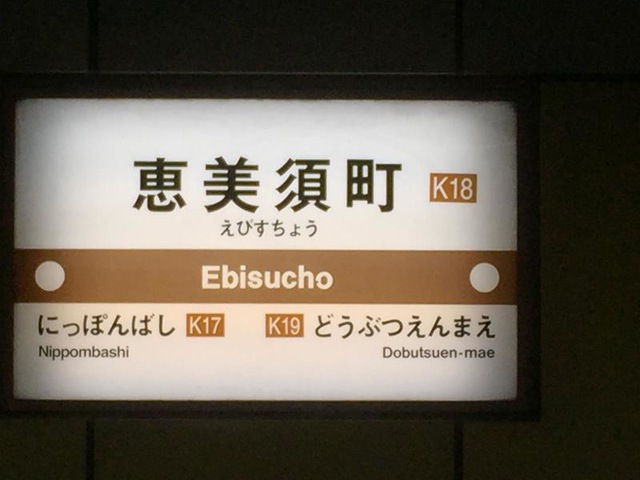 恵美須町 K18
えびすちょう
Ebisucho
にっぽんばし K17 K19 どうぶつえんまえ
Nippombashi Dobutsuen-mae